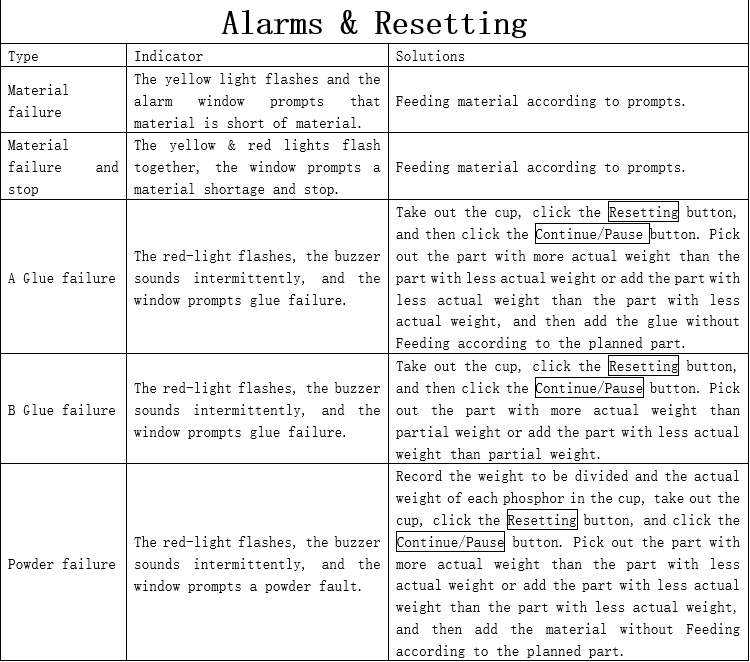 Alarms & Resetting
Type
Indicator
Solutions
Material
failure
The yellow light flashes and the
alarm window prompts that
material is short of material.
Feeding material according to prompts.
Material
failure and
stop
The yellow & red lights flash
together, the window prompts a
material shortage and stop.
Feeding material according to prompts.
A Glue failure
The red-light flashes, the buzzer
sounds intermittently, and the
window prompts glue failure.
Take out the cup, click the Resetting button,
and then click the Continue/Pause button. Pick
out the part with more actual weight than the
part with less actual weight or add the part with
less actual weight than the part with less
actual weight, and then add the glue without
Feeding according to the planned part.
B Glue failure
The red-light flashes, the buzzer
sounds intermittently, and the
window prompts glue failure.
Take out the cup, click the Resetting button,
and then click the Continue/Pause button. Pick
out the part with more actual weight than
partial weight or add the part with less actual
weight than partial weight.
Powder failure
The red-light flashes, the buzzer
sounds intermittently, and the
window prompts a powder fault.
Record the weight to be divided and the actual
weight of each phosphor in the cup, take out the
cup, click the Resetting button, and click the
Continue/Pause button. Pick out the part with
more actual weight than the part with less
actual weight or add the part with less actual
weight than the part with less actual weight,
and then add the material without Feeding
according to the planned part.